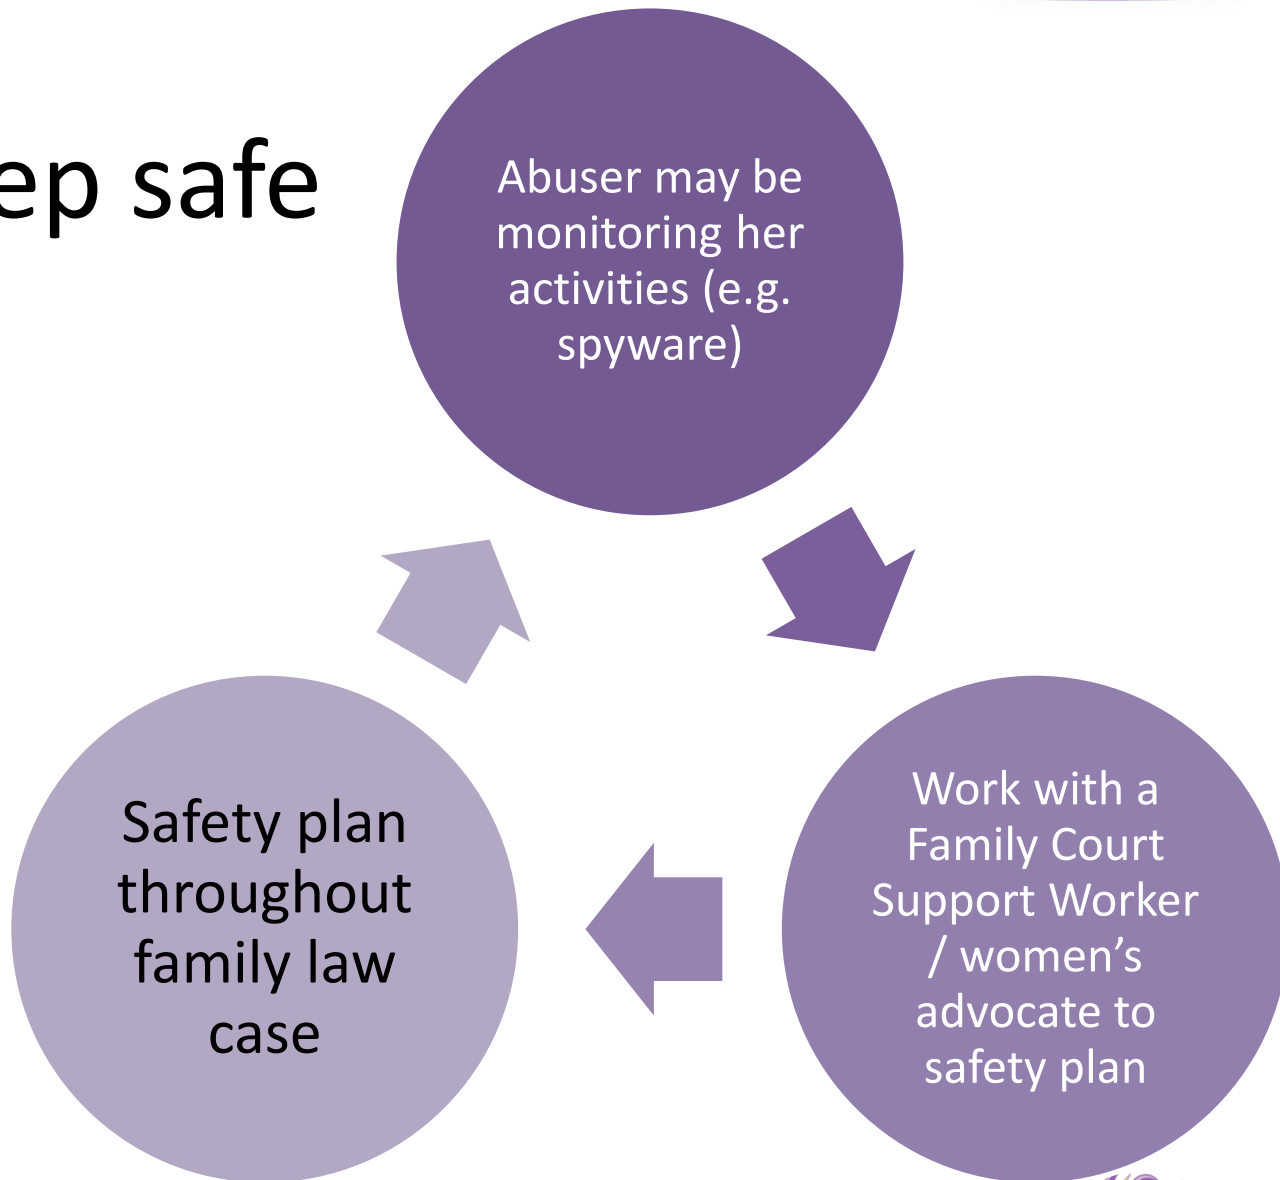 ep safe
Abuser may be
monitoring her
activities (e.g.
spyware)
Work with a
Family Court
Support Worker
/ women’s
advocate to
safety plan
Safety plan
throughout
family law
case